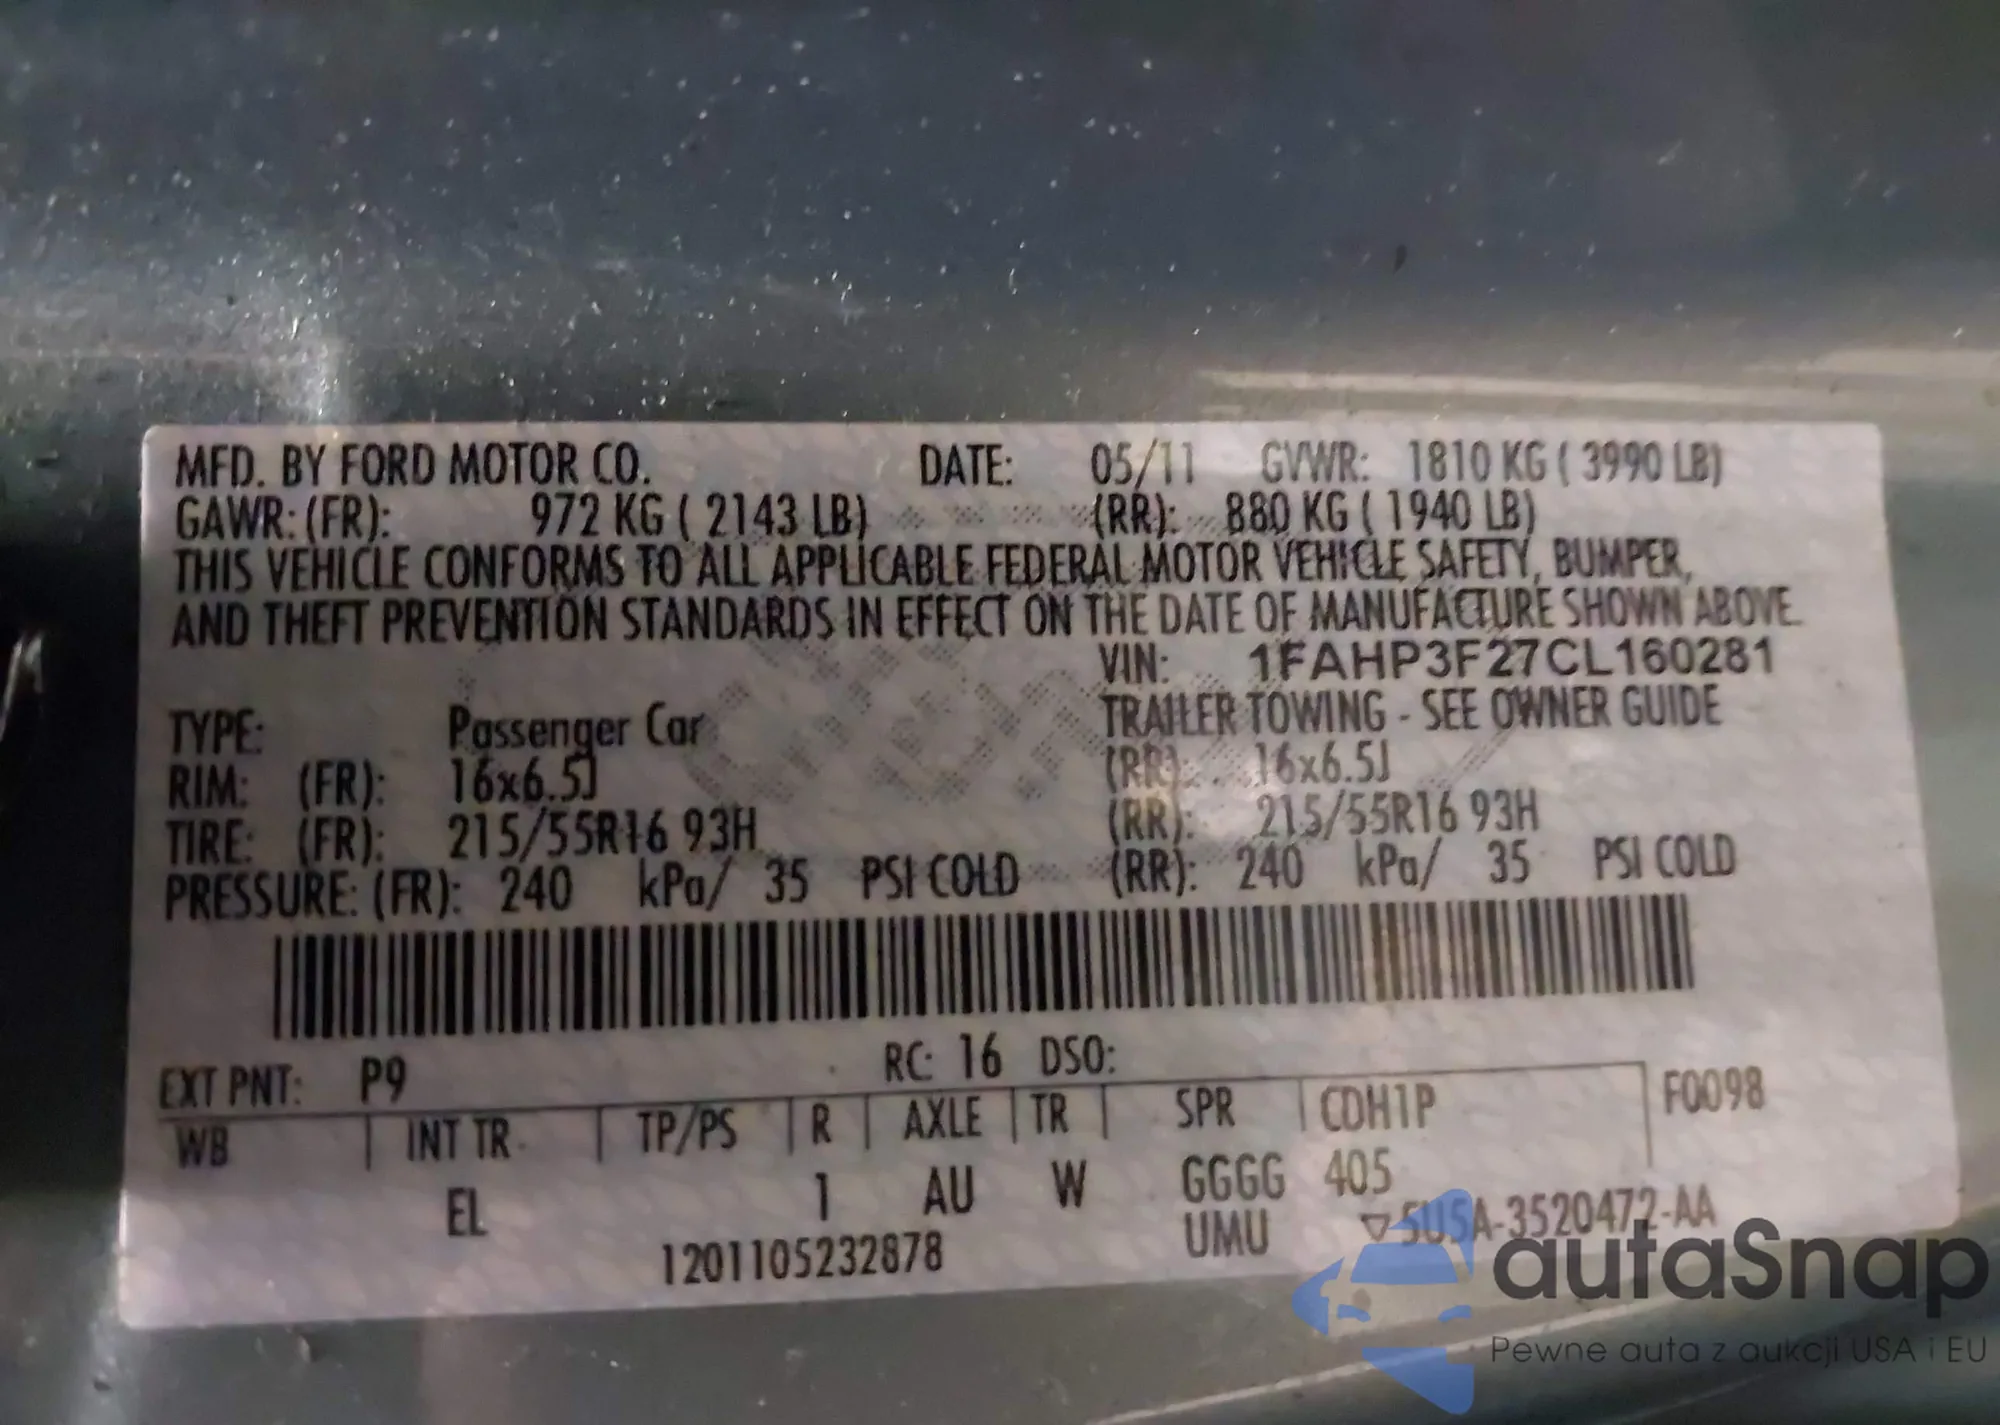 MFD. BY FORD MOTOR CO. DATE: 05/11 GVWR: 1810 KG ( 3990 LB)
GAWR: (FR): 972 KG ( 2143 LB) (RR): 880 KG ( 1940 LB)
THIS VEHICLE CONFORMS TO ALL APPLICABLE FEDERAL MOTOR VEHICLE SAFETY, BUMPER,
AND THEFT PREVENTION STANDARDS IN EFFECT ON THE DATE OF MANUFACTURE SHOWN ABOVE.
VIN: 1FAHP3F27CL160281
TYPE: Passenger Car TRAILER TOWING - SEE OWNER GUIDE
RIM: (FR): 16x6.5J (RR): 16x6.5J
TIRE: (FR): 215/55R16 93H (RR): 215/55R16 93H
PRESSURE: (FR): 240 kPa/ 35 PSI COLD (RR): 240 kPa/ 35 PSI COLD
EXT PNT: P9 RC: 16 DSO: F0098
WB INT TR TP/PS R AXLE TR SPR CDH1P
EL 1 AU W GGGG 405
1201105232878 UMU ▽5U5A-3520472-AA
autaSnap
Pewne auta z aukcji USA i EU